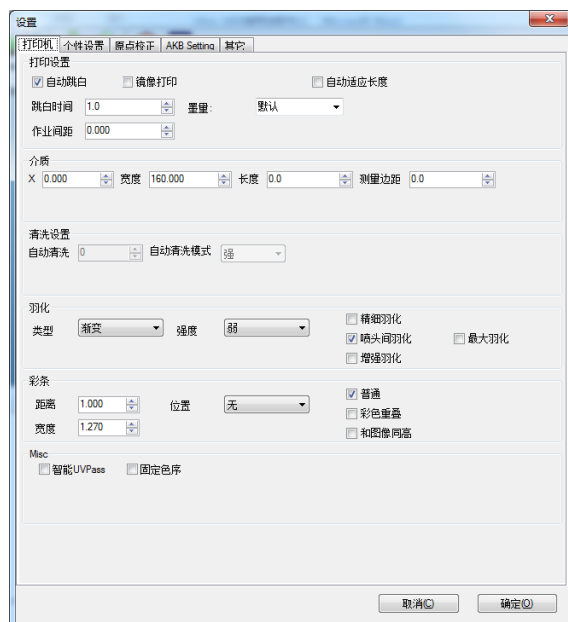 设置
打印机 个性设置 原点校正 AKB Setting 其它
打印设置
自动跳白 镜像打印 自动适应长度
跳白时间 1.0 墨量: 默认
作业间距 0.000
介质
X 0.000 宽度 160.000 长度 0.0 测量边距 0.0
清洗设置
自动清洗 0 自动清洗模式 强
羽化
类型 渐变 强度 弱 精细羽化
喷头间羽化 最大羽化
增强羽化
彩条
距离 1.000 位置 无 普通
宽度 1.270 彩色重叠
和图像同高
Misc
智能UVPass 固定色序
取消(C) 确定(O)